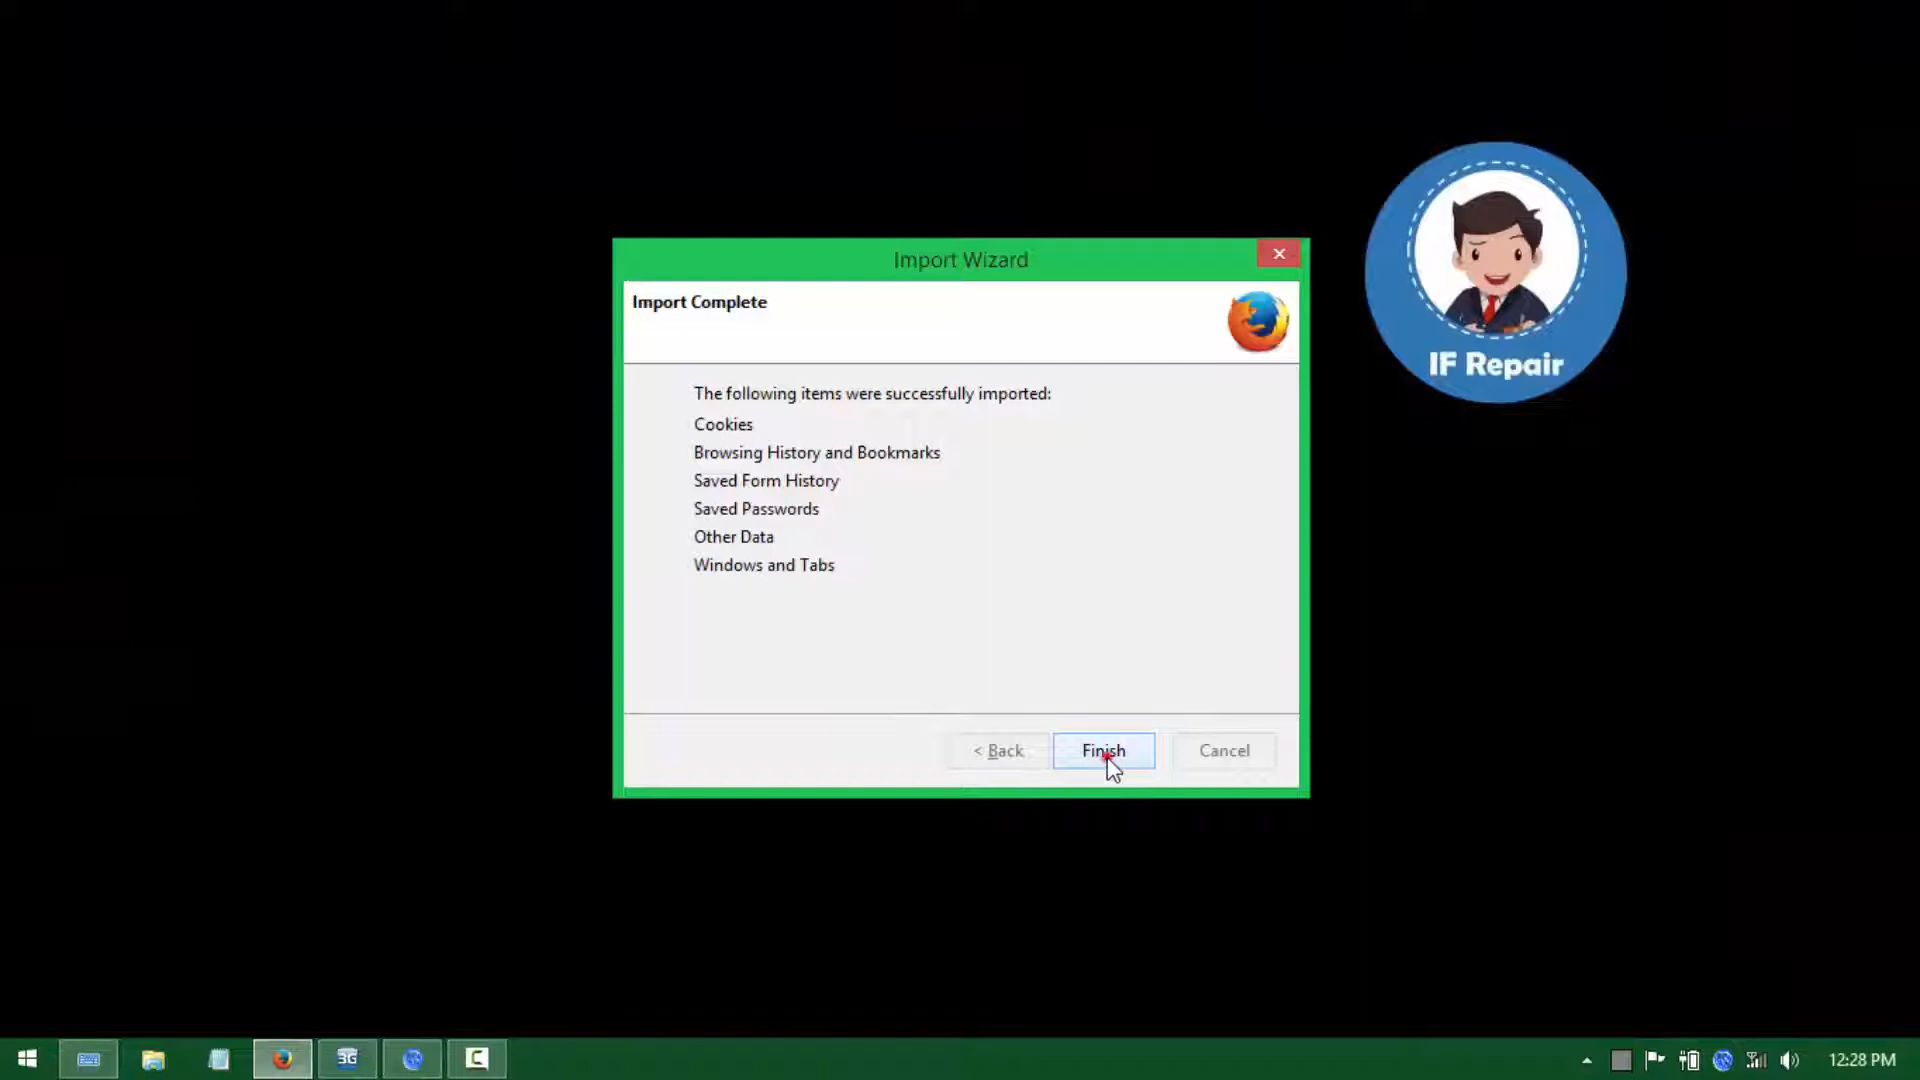 Import Wizard
Import Complete
IF Repair
The following items were successfully imported:
Cookies
Browsing History and Bookmarks
Saved Form History
Saved Passwords
Other Data
Windows and Tabs
< Back
Finish
Cancel
3G
12:28 PM